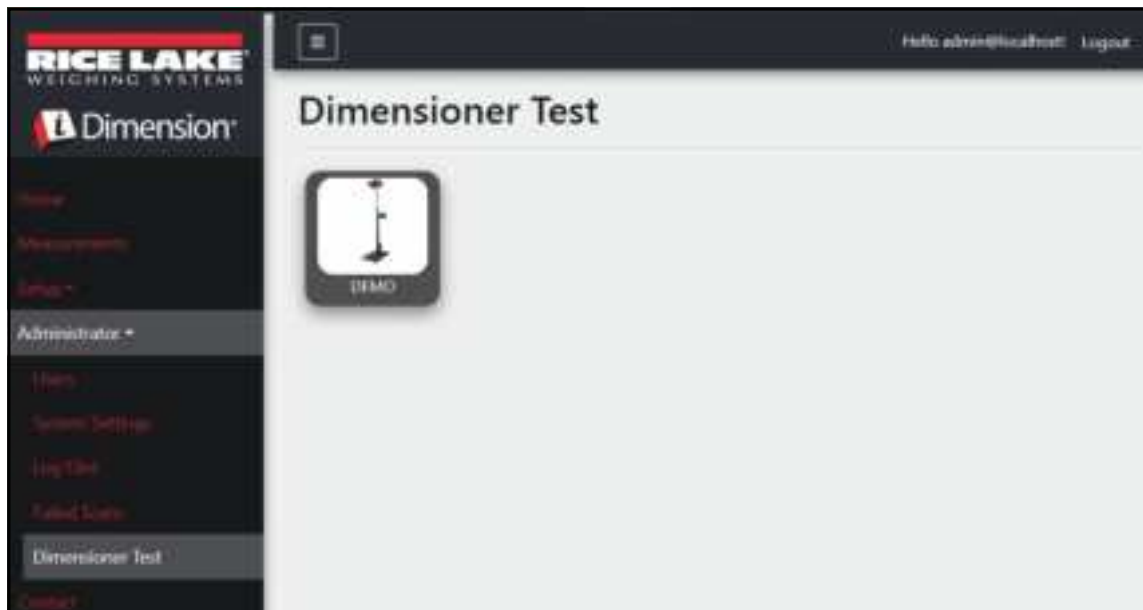 RICE LAKE
WEIGHING SYSTEMS
iDimension
Hello admin@localhost! Logout
Dimensioner Test
DEMO
Home
Measurements
Setup
Administrator
Users
System Settings
Log Files
Failed Scans
Dimensioner Test
Contact